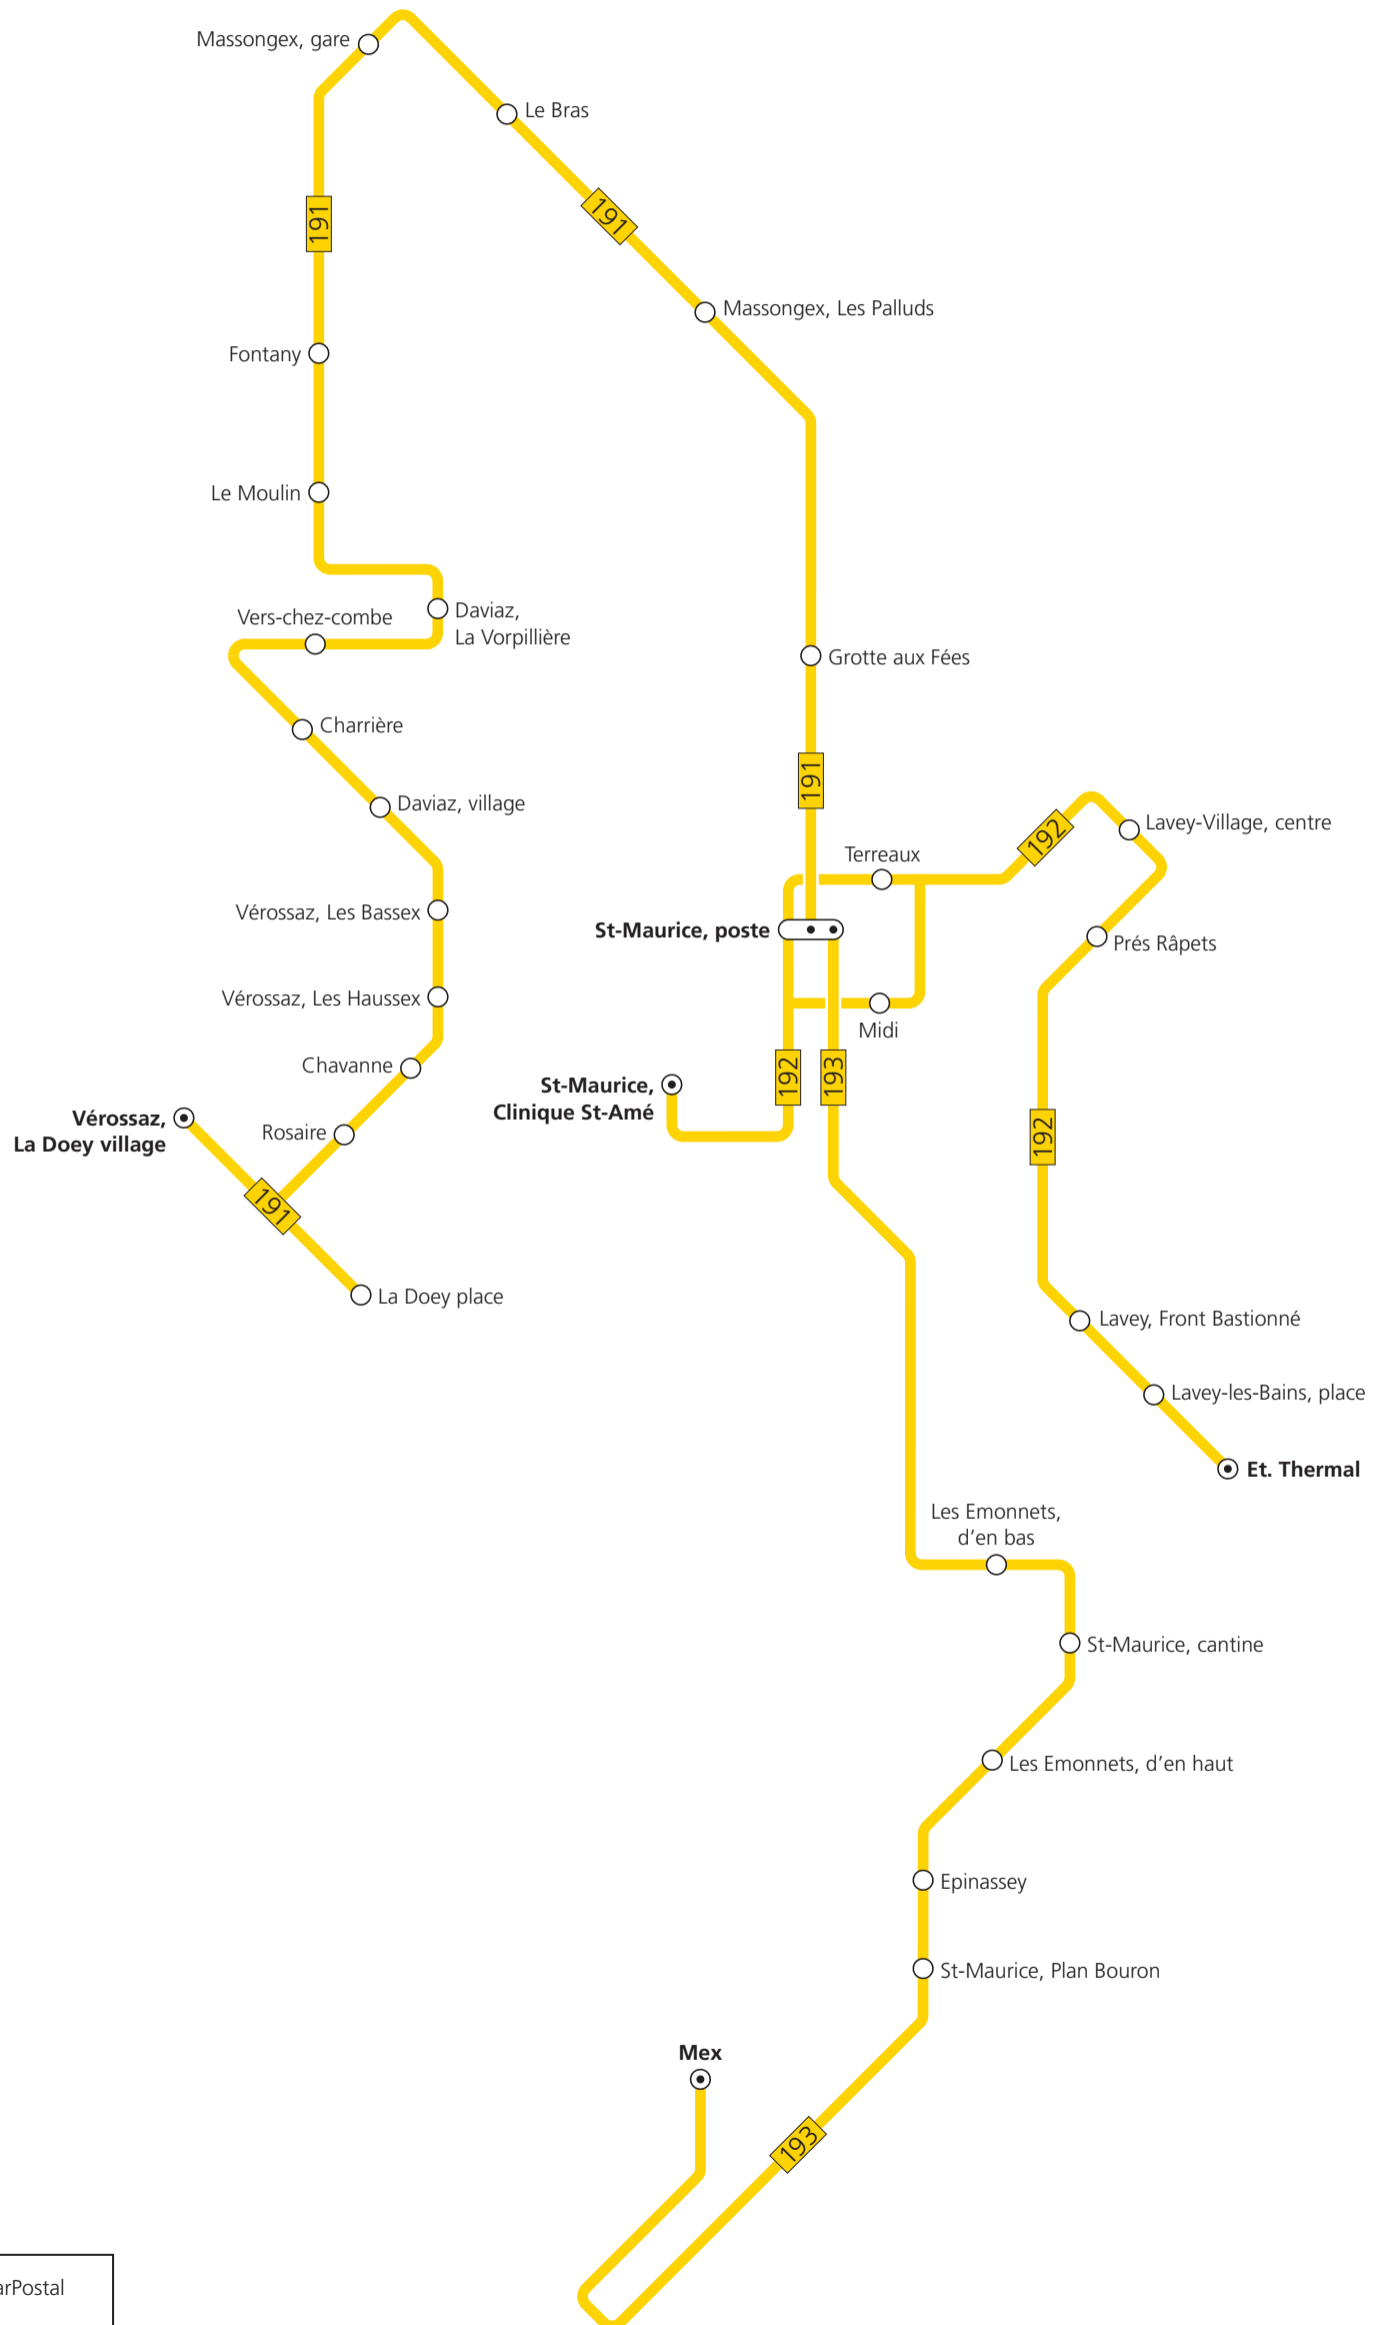 Massongex, gare
Le Bras
191
191
Massongex, Les Palluds
Fontany
Le Moulin
Daviaz,
La Vorpillière
Vers-chez-combe
Grotte aux Fées
Charrière
191
Daviaz, village
192
Lavey-Village, centre
Terreaux
Vérossaz, Les Bassex
St-Maurice, poste
Prés Râpets
Vérossaz, Les Haussex
Midi
Chavanne
192
193
St-Maurice,
Clinique St-Amé
Vérossaz,
La Doey village
Rosaire
192
191
La Doey place
Lavey, Front Bastionné
Lavey-les-Bains, place
Et. Thermal
Les Emonnets,
d’en bas
St-Maurice, cantine
Les Emonnets, d’en haut
Epinassey
St-Maurice, Plan Bouron
Mex
193
arPostal